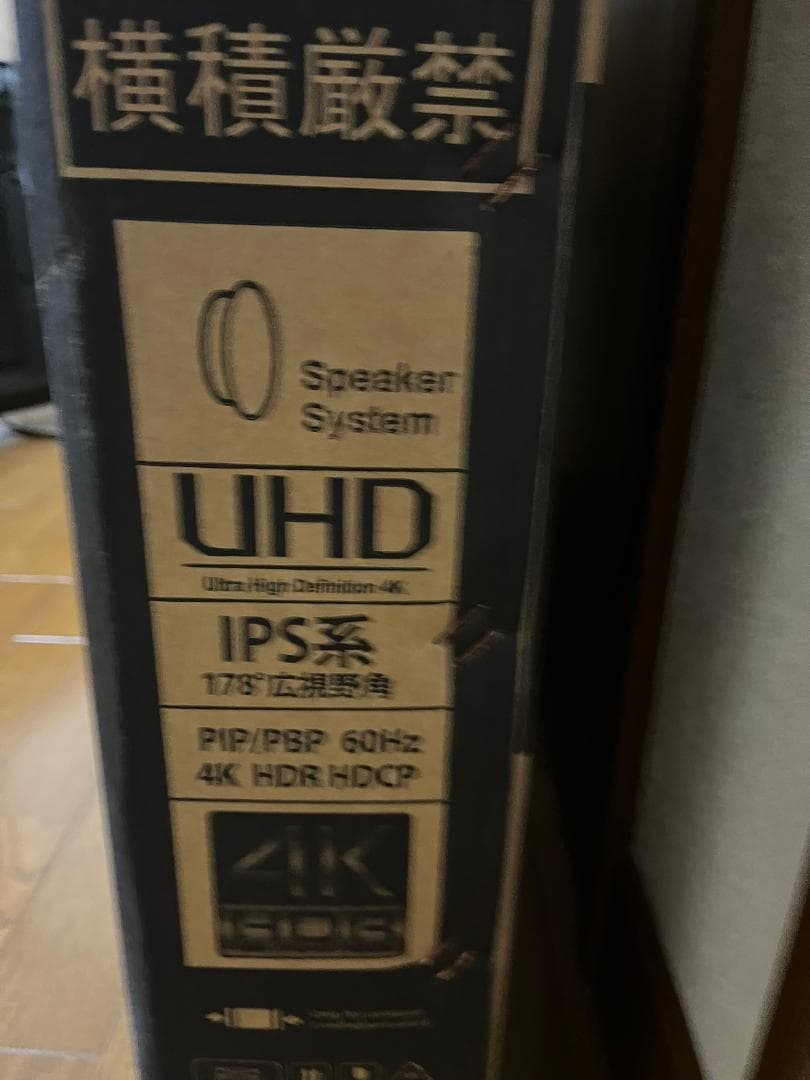 横積厳禁
Speaker
System
UHD
Ultra High Definition 4K
IPS系
178°広視野角
PIP/PBP 60Hz
4K HDR HDCP
4K
HDR